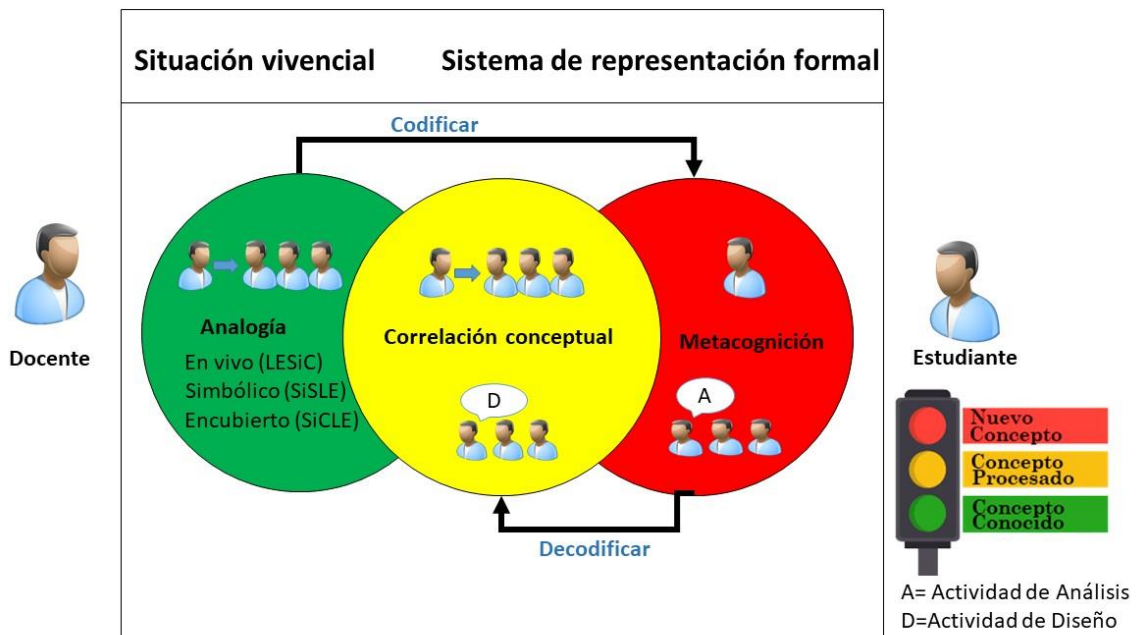 Situación vivencial
Sistema de representación formal
Codificar
Docente
Analogía
En vivo (LESiC)
Simbólico (SiSLE)
Encubierto (SiCLE)
Correlación conceptual
D
Metacognición
A
Decodificar
Estudiante
Nuevo
Concepto
Concepto
Procesado
Concepto
Conocido
A= Actividad de Análisis
D=Actividad de Diseño